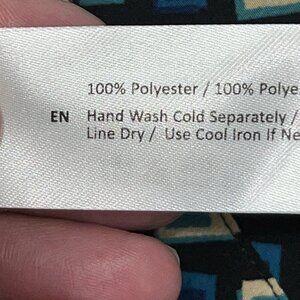 100% Polyester / 100% Polye
EN Hand Wash Cold Separately /
Line Dry / Use Cool Iron If Ne